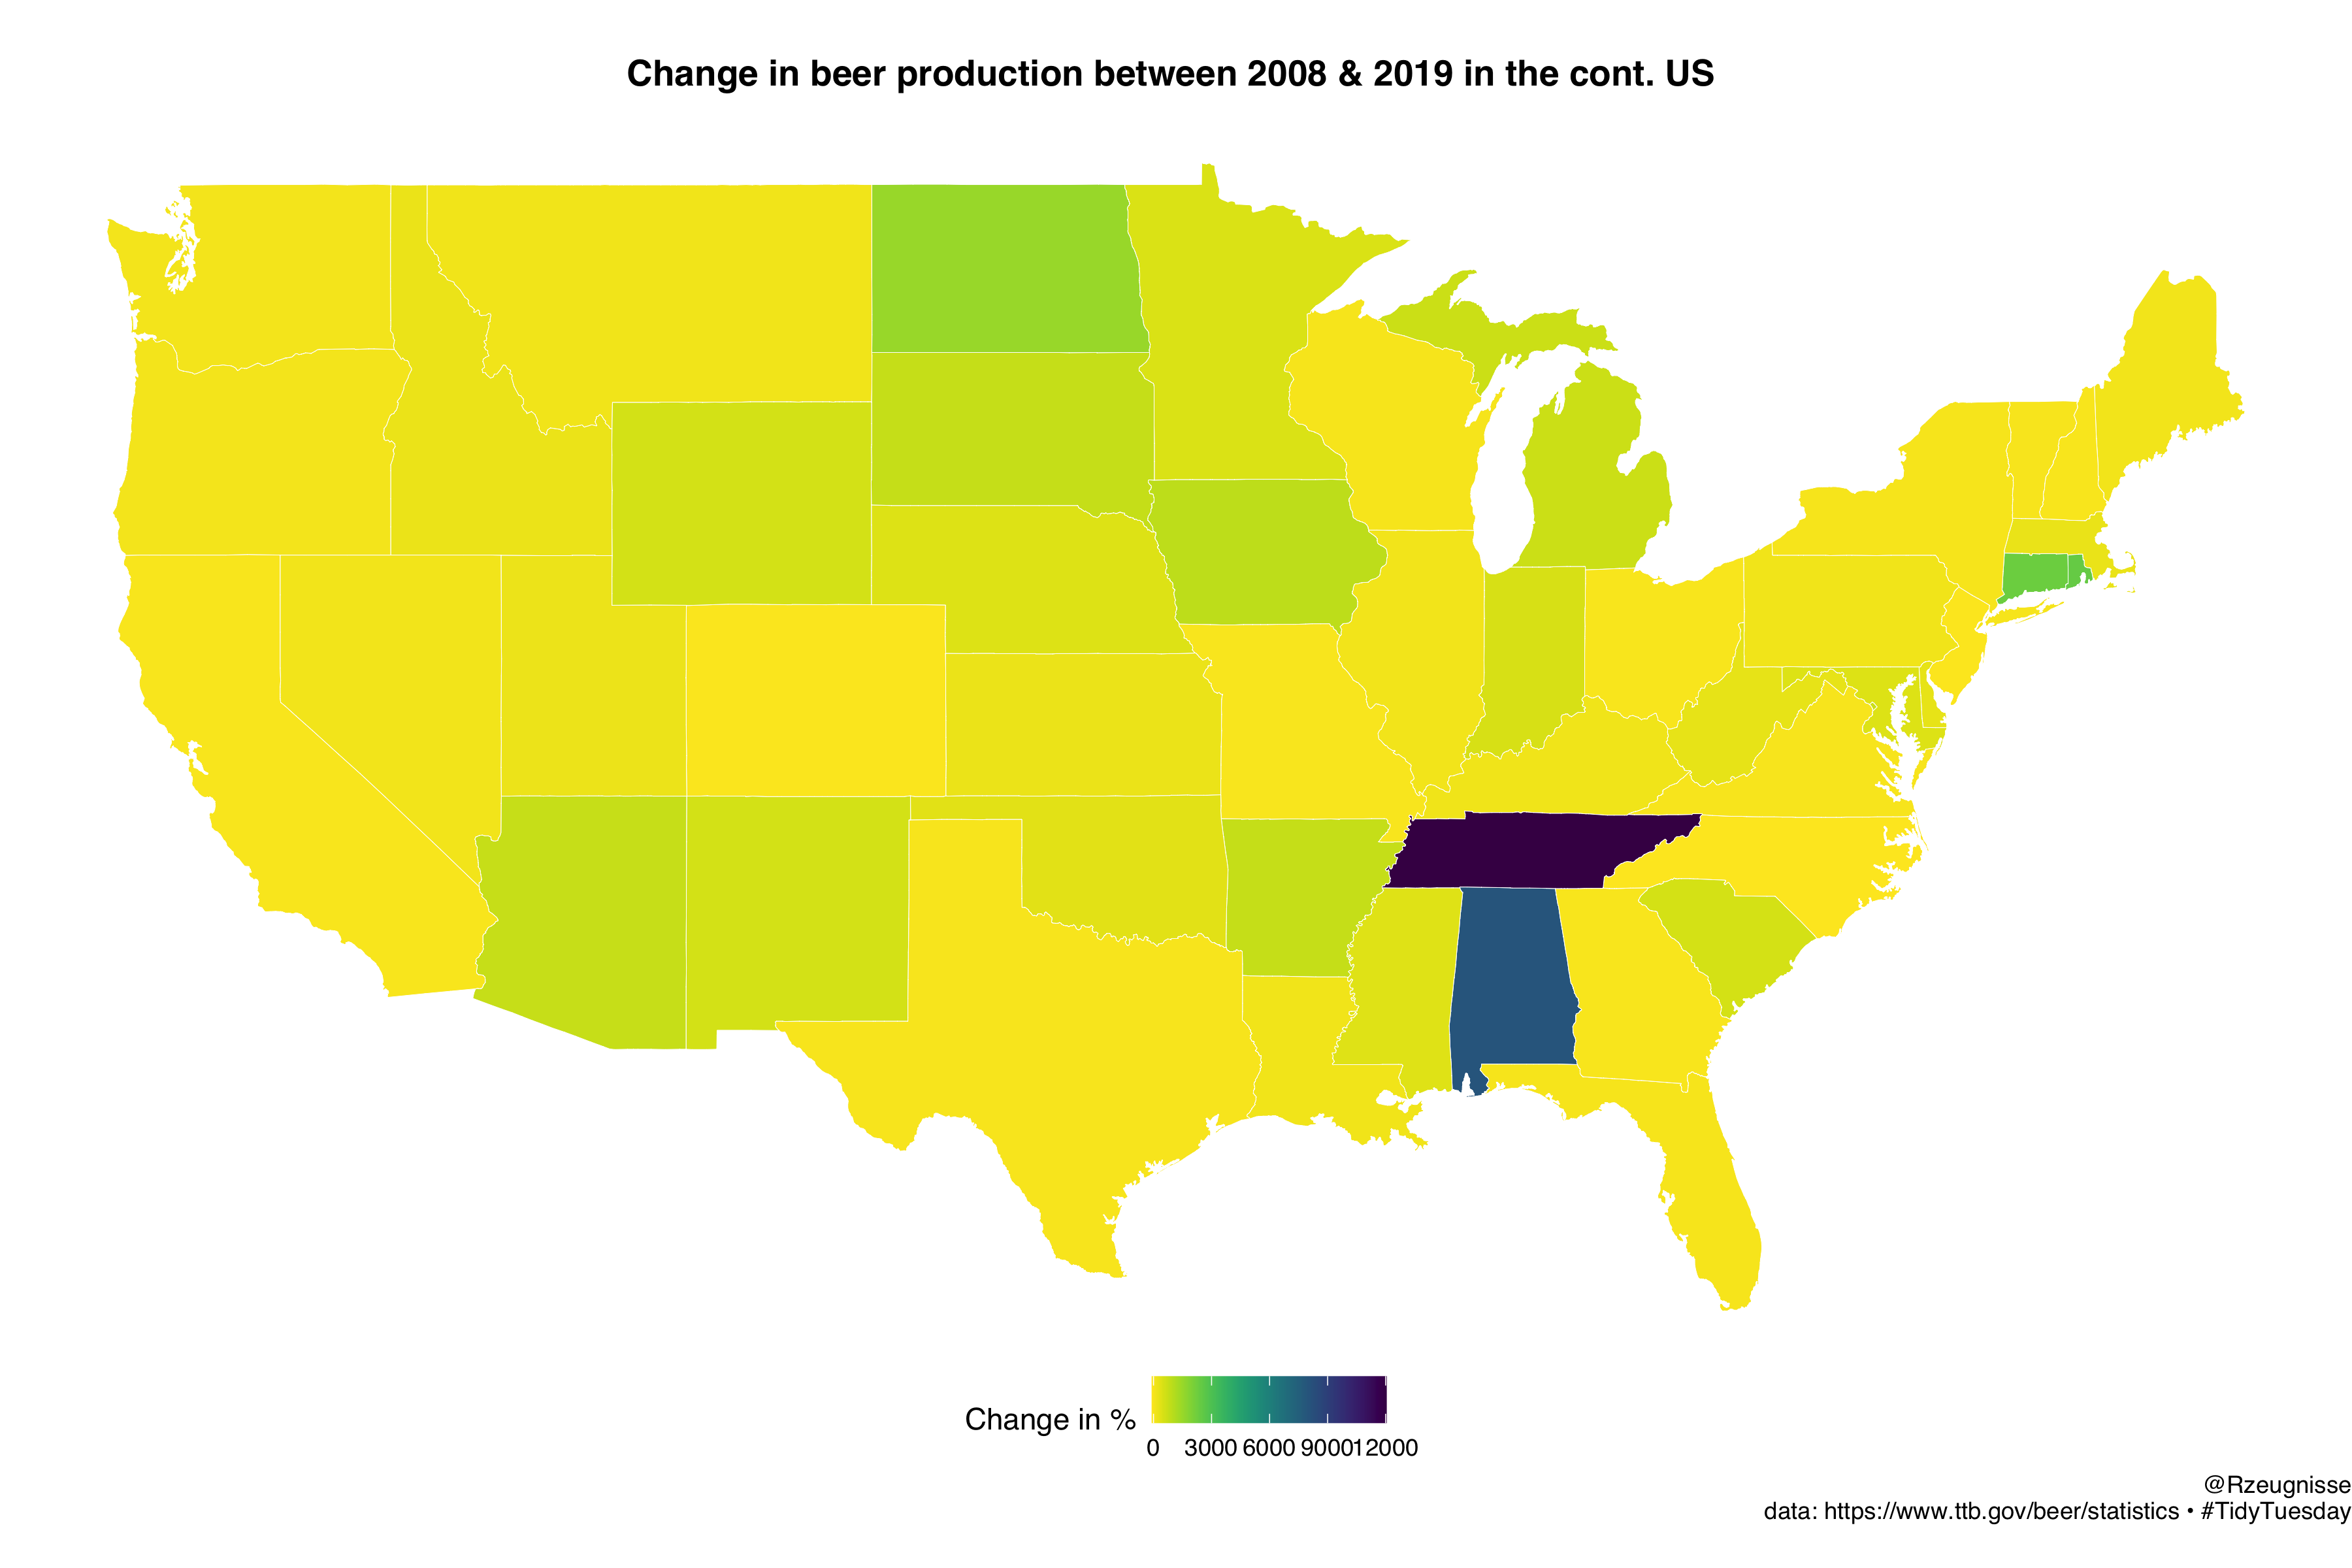 Change in beer production between 2008 & 2019 in the cont. US
Change in %
0 3000 6000 9000 12000
@Rzeugnisse
data: https://www.ttb.gov/beer/statistics • #TidyTuesday